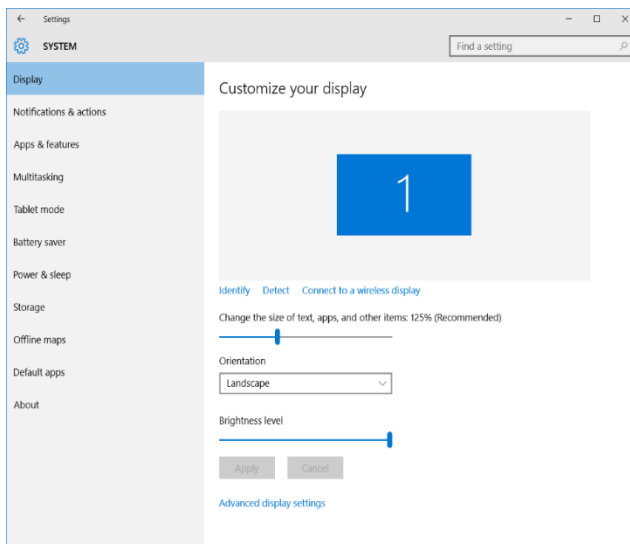 Settings
SYSTEM
Find a setting
Display
Notifications & actions
Apps & features
Multitasking
Tablet mode
Battery saver
Power & sleep
Storage
Offline maps
Default apps
About
Customize your display
1
Identify Detect Connect to a wireless display
Change the size of text, apps, and other items: 125% (Recommended)
Orientation
Landscape
Brightness level
Apply Cancel
Advanced display settings